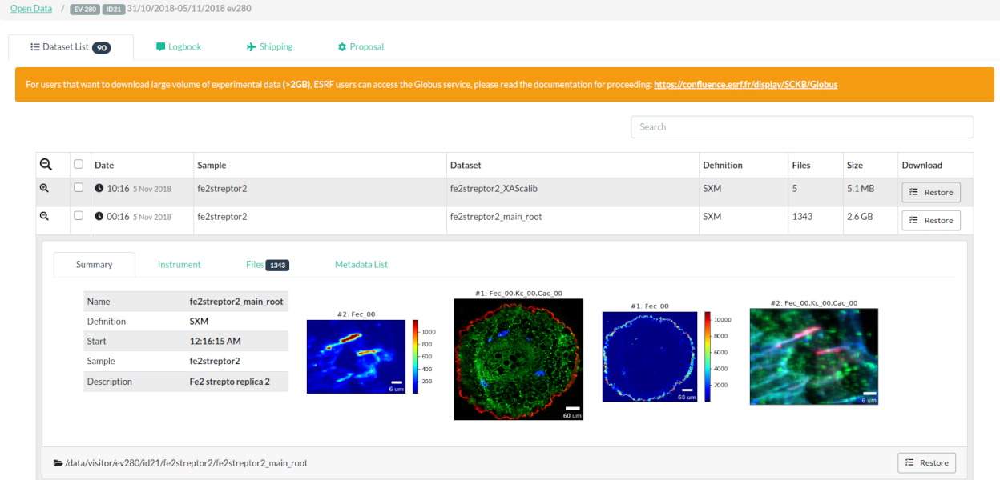 Open Data / EV-280 ID21 31/10/2018-05/11/2018 ev280
Dataset List 90 Logbook Shipping Proposal
For users that want to download large volume of experimental data (>2GB), ESRF users can access the Globus service, please read the documentation for proceeding: https://confluence.esrf.fr/display/SCKB/Globus
Search
Date Sample Dataset Definition Files Size Download
10:16 5 Nov 2018 fe2streptor2 fe2streptor2_XAScalib SXM 5 5.1 MB Restore
00:16 5 Nov 2018 fe2streptor2 fe2streptor2_main_root SXM 1343 2.6 GB Restore
Summary Instrument Files 1343 Metadata List
Name fe2streptor2_main_root
Definition SXM
Start 12:16:15 AM
Sample fe2streptor2
Description Fe2 strepto replica 2
#2: Fec_00
1000
800
600
400
200
6 um
#1: Fec_00,Kc_00,Cac_00
60 um
#1: Fec_00
10000
8000
6000
4000
2000
60 um
#2: Fec_00,Kc_00,Cac_00
6 um
/data/visitor/ev280/id21/fe2streptor2/fe2streptor2_main_root Restore